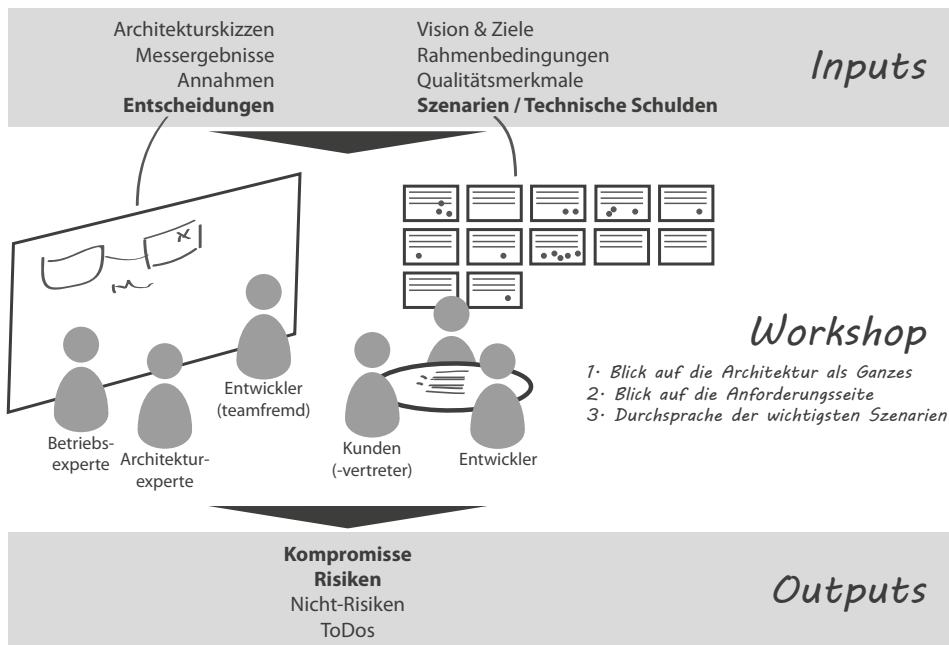 Architekturskizzen
Messergebnisse
Annahmen
Entscheidungen
Vision & Ziele
Rahmenbedingungen
Qualitätsmerkmale
Szenarien / Technische Schulden
Inputs
Workshop
1. Blick auf die Architektur als Ganzes
2. Blick auf die Anforderungsseite
3. Durchsprache der wichtigsten Szenarien
Entwickler
(teamfremd)
Betriebs-
experte
Architektur-
experte
Kunden
(-vertreter)
Entwickler
Kompromisse
Risiken
Nicht-Risiken
ToDos
Outputs